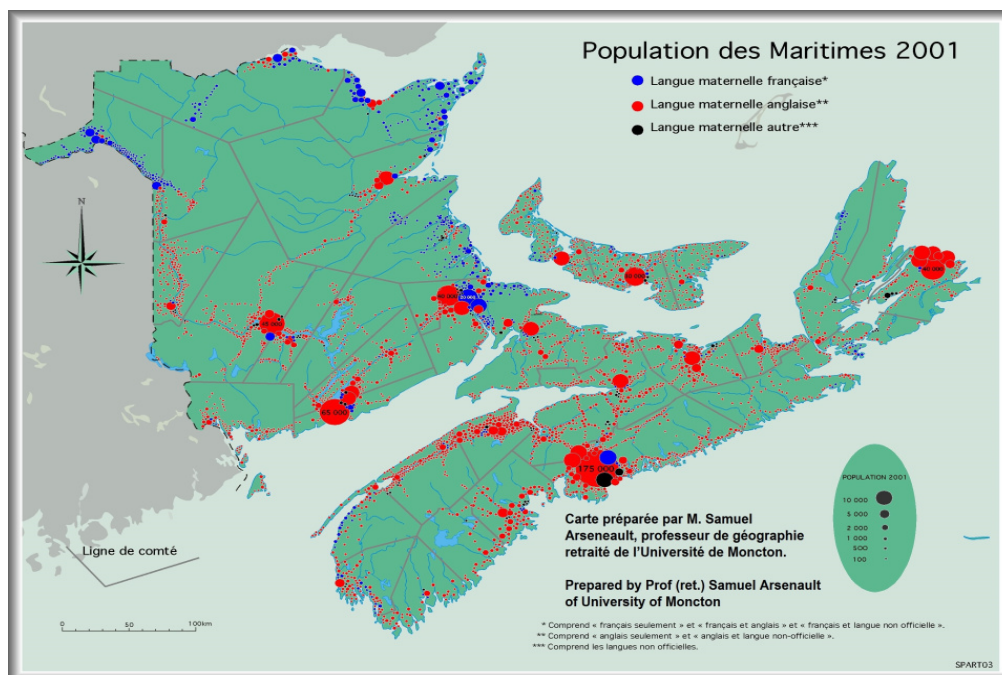 Population des Maritimes 2001
Langue maternelle française*
Langue maternelle anglaise**
Langue maternelle autre***
N
65 000
175 000
POPULATION 2001
10 000
5 000
2 000
1 000
500
100
Ligne de comté
0 50 100km
Carte préparée par M. Samuel
Arseneault, professeur de géographie
retraité de l'Université de Moncton.
Prepared by Prof (ret.) Samuel Arsenault
of University of Moncton
* Comprend « français seulement » et « français et anglais » et « français et langue non officielle ».
** Comprend « anglais seulement » et « anglais et langue non-officielle ».
*** Comprend les langues non officielles.
SPART03